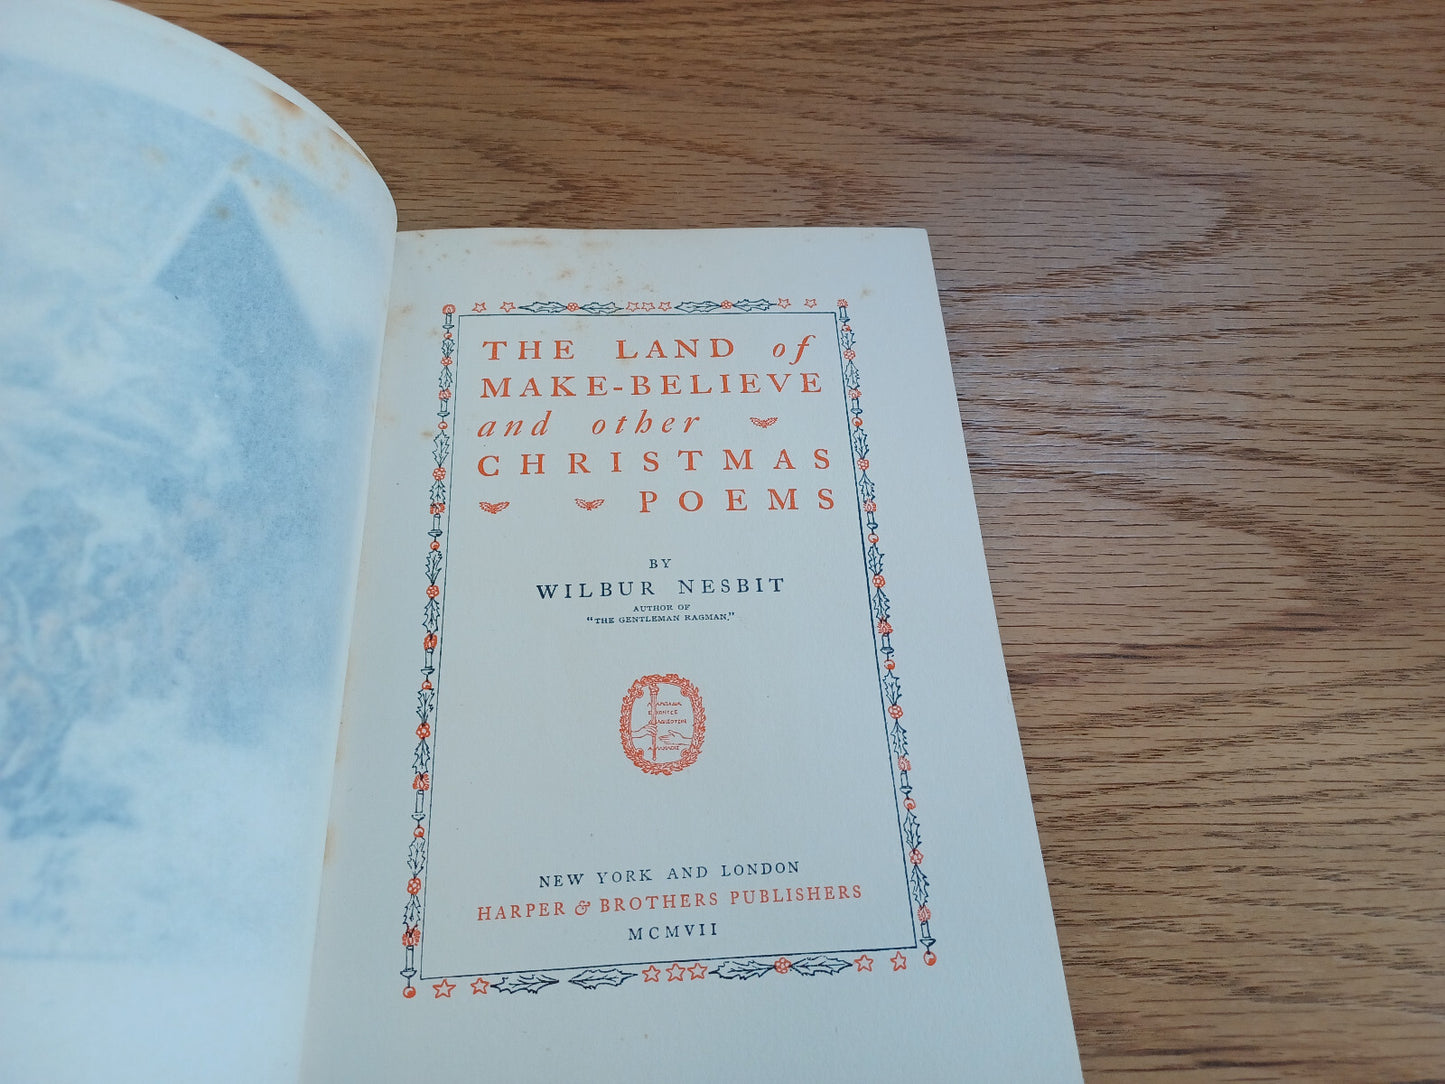 THE LAND of
MAKE-BELIEVE
and other
CHRISTMAS
POEMS
BY
WILBUR NESBIT
AUTHOR OF
"THE GENTLEMAN RAGMAN."
NEW YORK AND LONDON
HARPER & BROTHERS PUBLISHERS
MCMVII